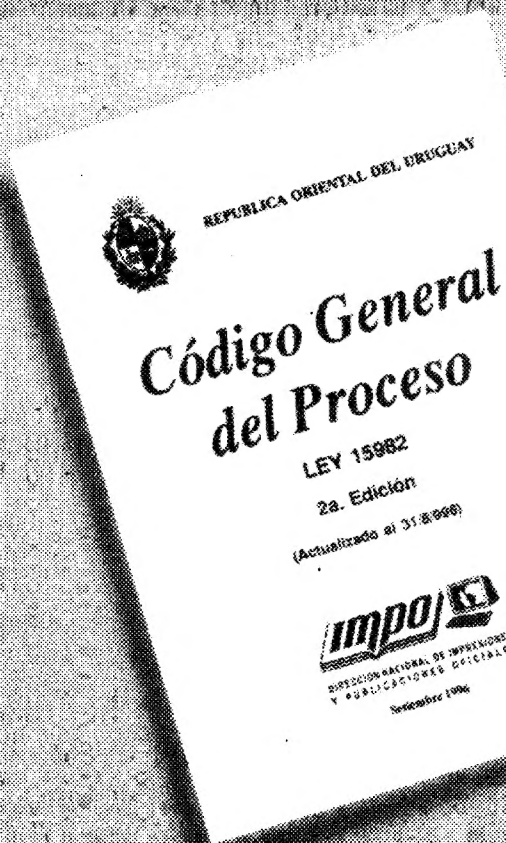 REPUBLICA ORIENTAL DEL URUGUAY
Código General
del Proceso
LEY 15982
2a. Edición
(Actualizado al 31/8/996)
IMPO
DIRECCION NACIONAL DE IMPRESIONES
Y PUBLICACIONES OFICIALES
Setiembre 1996